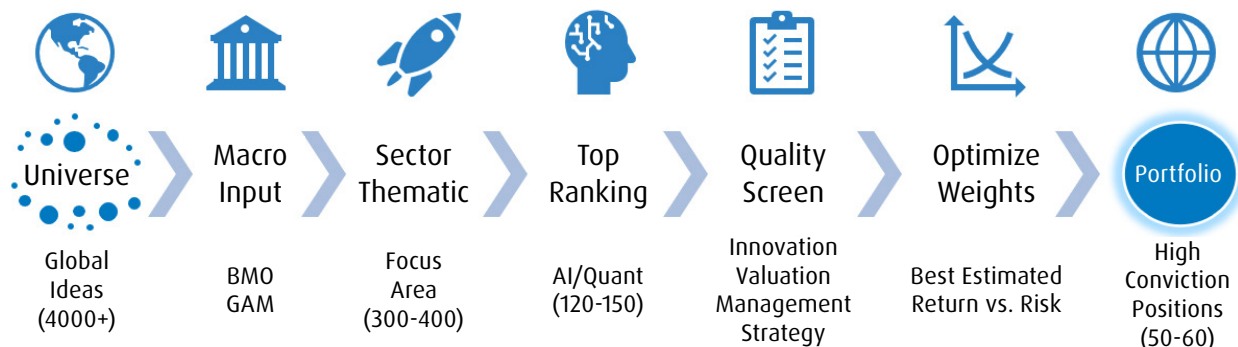 Universe
Global
Ideas
(4000+)
Macro
Input
BMO
GAM
Sector
Thematic
Focus
Area
(300-400)
Top
Ranking
AI/Quant
(120-150)
Quality
Screen
Innovation
Valuation
Management
Strategy
Optimize
Weights
Best Estimated
Return vs. Risk
Portfolio
High
Conviction
Positions
(50-60)